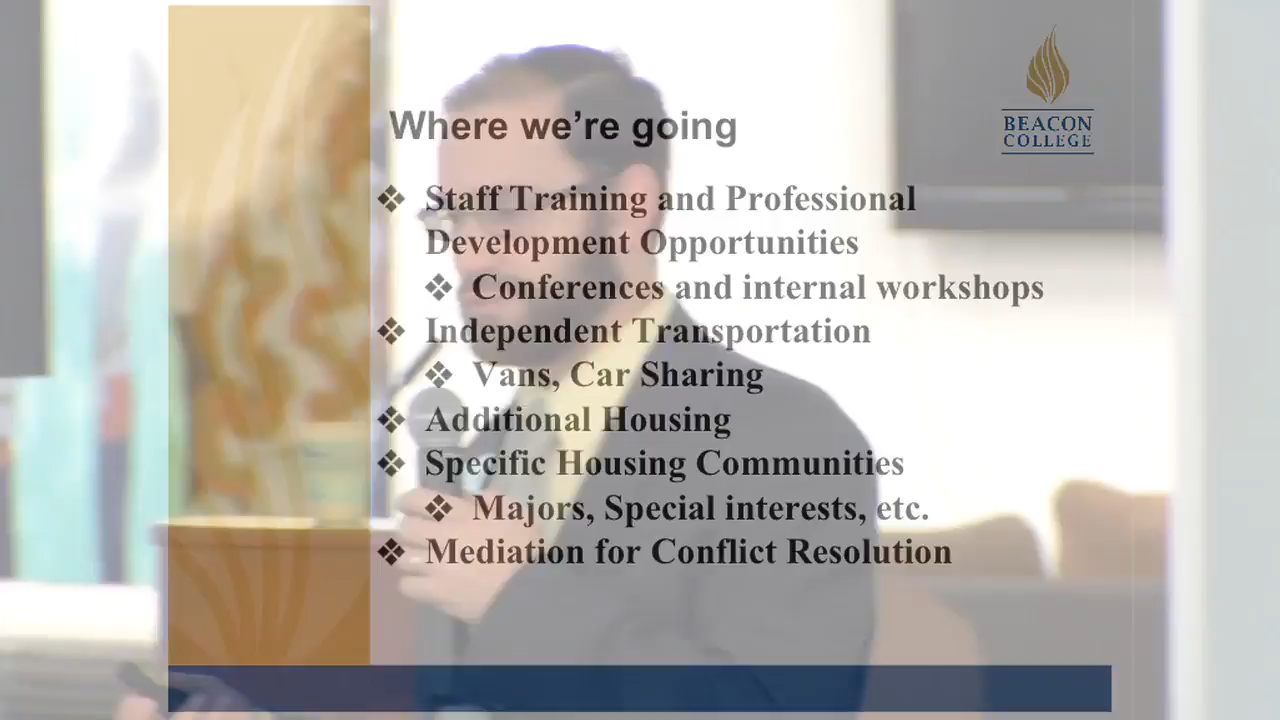 BEACON
COLLEGE
Where we’re going
❖ Staff Training and Professional
Development Opportunities
❖ Conferences and internal workshops
❖ Independent Transportation
❖ Vans, Car Sharing
❖ Additional Housing
❖ Specific Housing Communities
❖ Majors, Special interests, etc.
❖ Mediation for Conflict Resolution